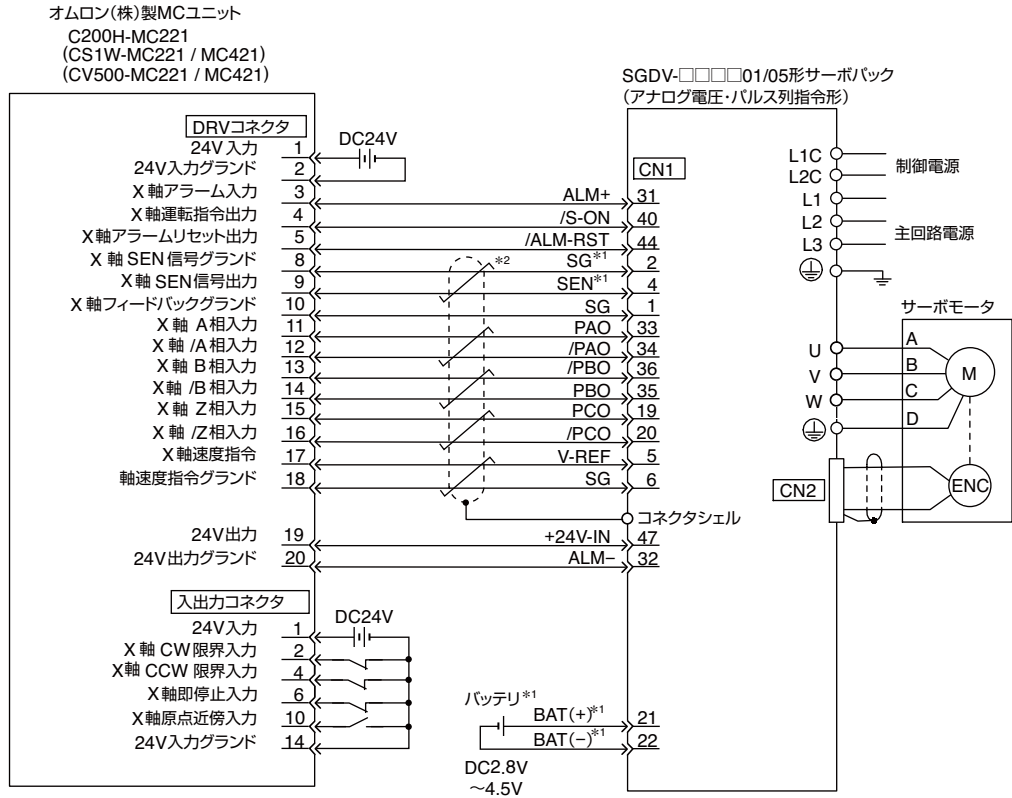 オムロン(株)製MCユニット
C200H-MC221
(CS1W-MC221 / MC421)
(CV500-MC221 / MC421)
SGDV-□□□□01/05形サーボパック
(アナログ電圧・パルス列指令形)
DRVコネクタ
DC24V
CN1
24V入力 1
24V入力グランド 2
X軸アラーム入力 3 ALM+ 31
X軸運転指令出力 4 /S-ON 40
X軸アラームリセット出力 5 /ALM-RST 44
X軸 SEN信号グランド 8 *2 SG*1 2
X軸 SEN信号出力 9 SEN*1 4
X軸フィードバックグランド 10 SG 1
X軸 A相入力 11 PAO 33
X軸 /A相入力 12 /PAO 34
X軸 B相入力 13 /PBO 36
X軸 /B相入力 14 PBO 35
X軸 Z相入力 15 PCO 19
X軸 /Z相入力 16 /PCO 20
X軸速度指令 17 V-REF 5
軸速度指令グランド 18 SG 6
コネクタシェル
24V出力 19 +24V-IN 47
24V出力グランド 20 ALM− 32
L1C
L2C
制御電源
L1
L2
L3
主回路電源
サーボモータ
U A
V B
W C
D
M
CN2
ENC
入出力コネクタ
DC24V
24V入力 1
X軸 CW限界入力 2
X軸 CCW 限界入力 4
X軸即停止入力 6
X軸原点近傍入力 10
24V入力グランド 14
バッテリ*1
BAT(+)*1 21
BAT(−)*1 22
DC2.8V
～4.5V